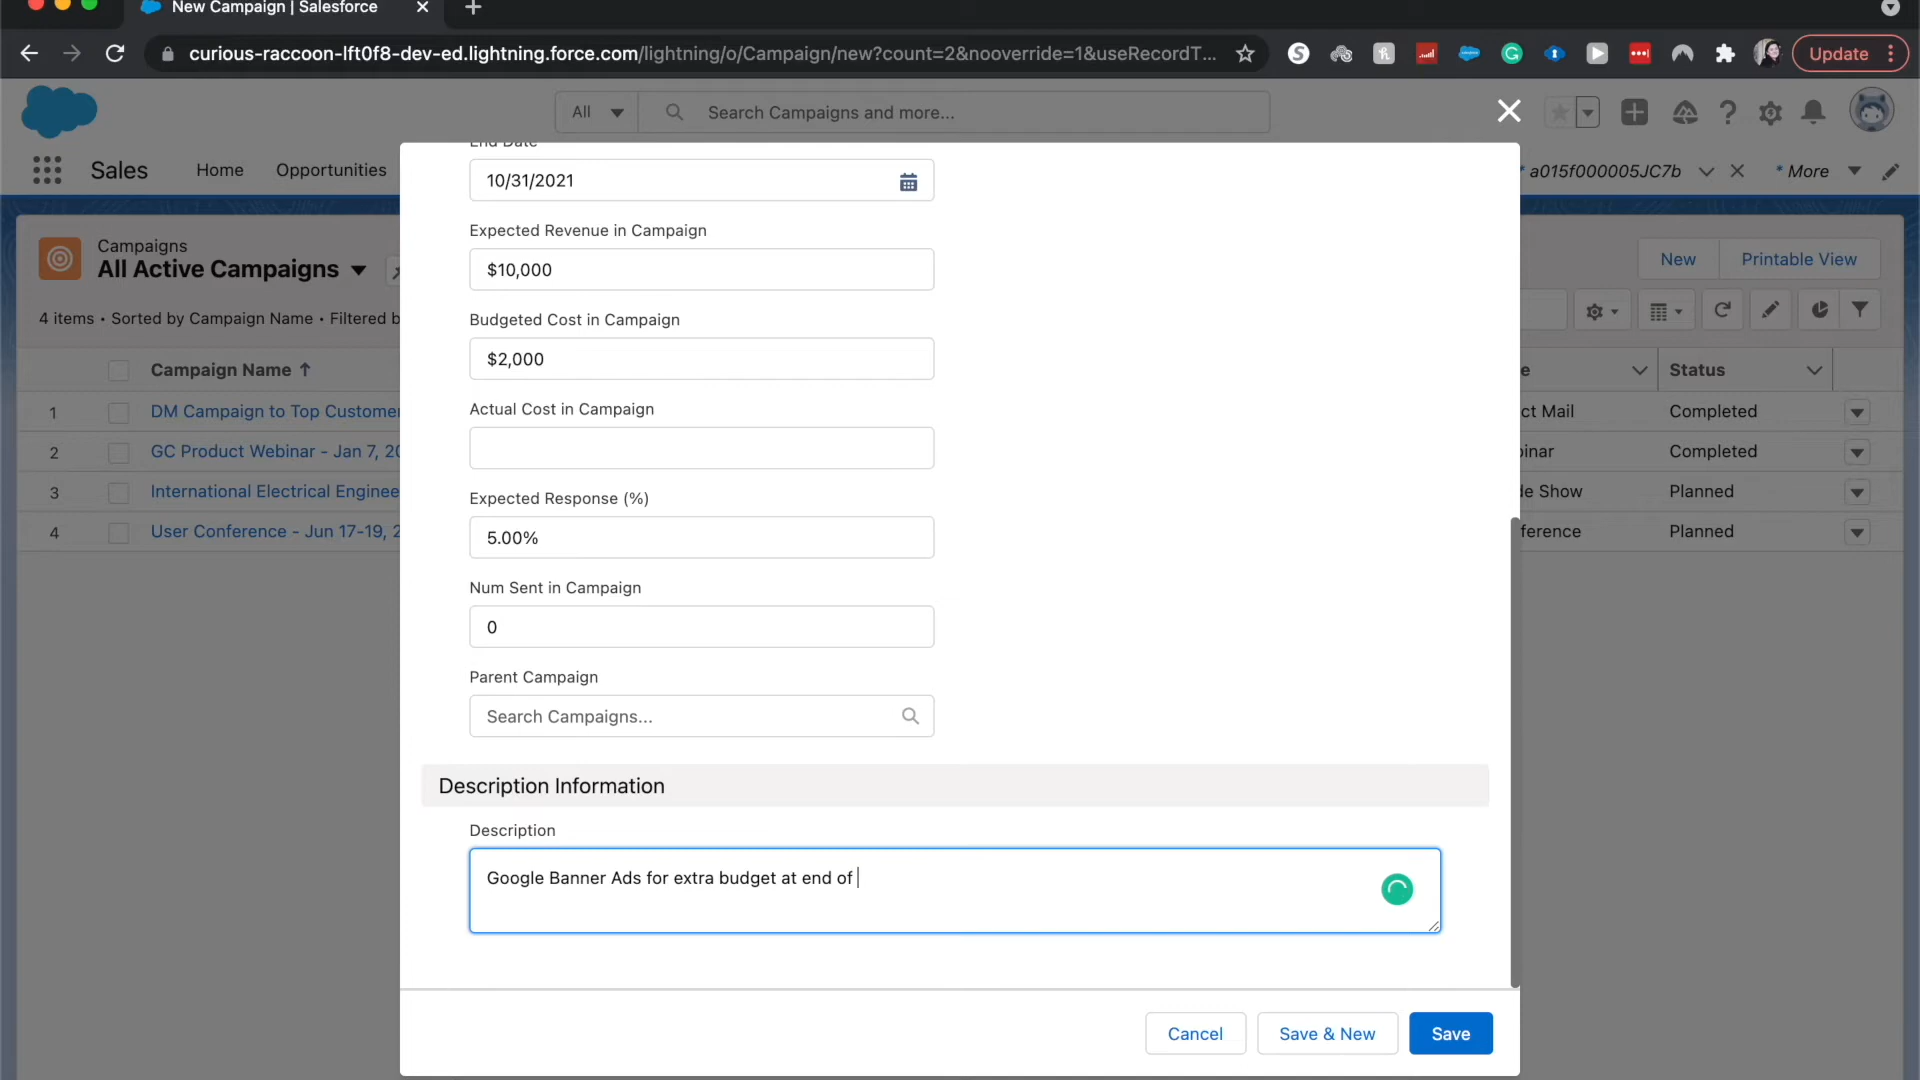 New Campaign | Salesforce
curious-raccoon-lft0f8-dev-ed.lightning.force.com/lightning/o/Campaign/new?count=2&nooverride=1&useRecordT...
Update
All
Search Campaigns and more...
Sales
Home
Opportunities
* a015f000005JC7b
* More
End Date
10/31/2021
Campaigns
All Active Campaigns
New
Printable View
Expected Revenue in Campaign
$10,000
4 items • Sorted by Campaign Name • Filtered b
Budgeted Cost in Campaign
$2,000
Campaign Name
e
Status
Actual Cost in Campaign
1
DM Campaign to Top Customer
ct Mail
Completed
2
GC Product Webinar - Jan 7, 20
binar
Completed
3
International Electrical Enginee
de Show
Planned
Expected Response (%)
5.00%
4
User Conference - Jun 17-19, 2
ference
Planned
Num Sent in Campaign
0
Parent Campaign
Search Campaigns...
Description Information
Description
Google Banner Ads for extra budget at end of
Cancel
Save & New
Save